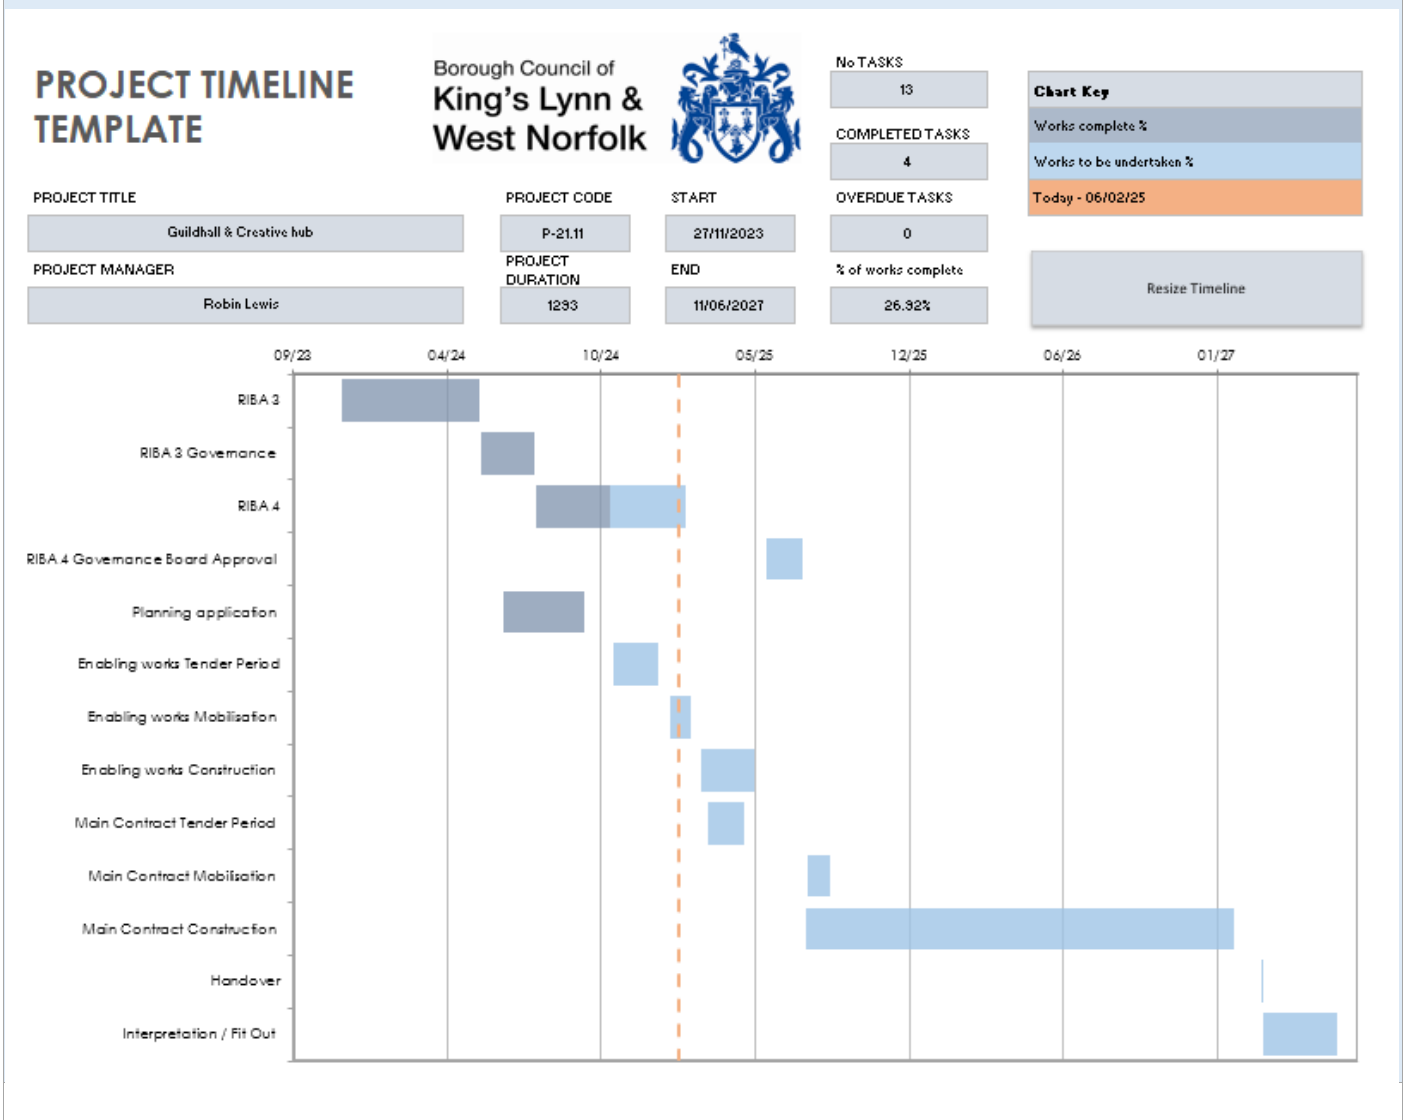 PROJECT TIMELINE
TEMPLATE
Borough Council of
King's Lynn &
West Norfolk
No TASKS
13
COMPLETED TASKS
4
Chart Key
Works complete %
Works to be undertaken %
Today - 06/02/25
PROJECT TITLE
Guildhall & Creative hub
PROJECT CODE
P-21.11
START
27/11/2023
OVERDUE TASKS
0
PROJECT MANAGER
Robin Lewis
PROJECT
DURATION
1293
END
11/06/2027
% of works complete
26.92%
Resize Timeline
09/23 04/24 10/24 05/25 12/25 06/26 01/27
RIBA 3
RIBA 3 Governance
RIBA 4
RIBA 4 Governance Board Approval
Planning application
Enabling works Tender Period
Enabling works Mobilisation
Enabling works Construction
Main Contract Tender Period
Main Contract Mobilisation
Main Contract Construction
Handover
Interpretation / Fit Out